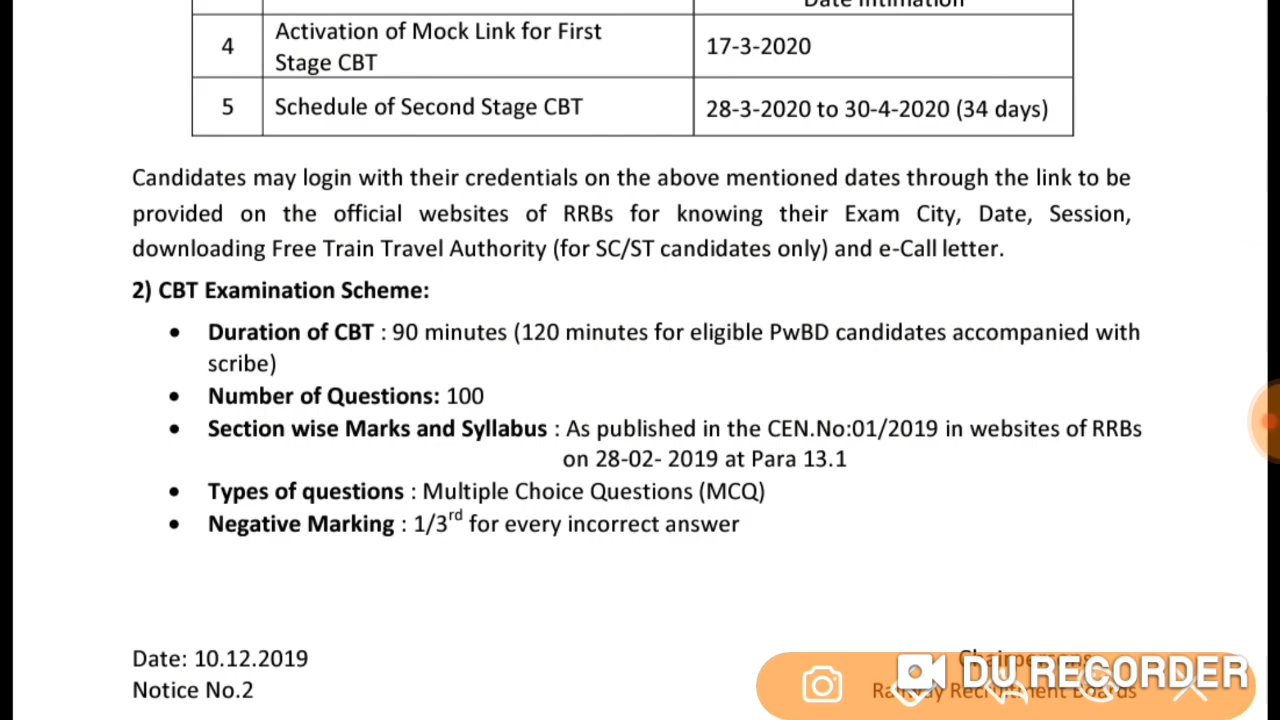 Date Intimation
4 Activation of Mock Link for First Stage CBT 17-3-2020
5 Schedule of Second Stage CBT 28-3-2020 to 30-4-2020 (34 days)
Candidates may login with their credentials on the above mentioned dates through the link to be
provided on the official websites of RRBs for knowing their Exam City, Date, Session,
downloading Free Train Travel Authority (for SC/ST candidates only) and e-Call letter.
2) CBT Examination Scheme:
• Duration of CBT : 90 minutes (120 minutes for eligible PwBD candidates accompanied with
scribe)
• Number of Questions: 100
• Section wise Marks and Syllabus : As published in the CEN.No:01/2019 in websites of RRBs
on 28-02- 2019 at Para 13.1
• Types of questions : Multiple Choice Questions (MCQ)
• Negative Marking : 1/3rd for every incorrect answer
Date: 10.12.2019
Chairpersons
Notice No.2
Railway Recruitment Boards
DU RECORDER